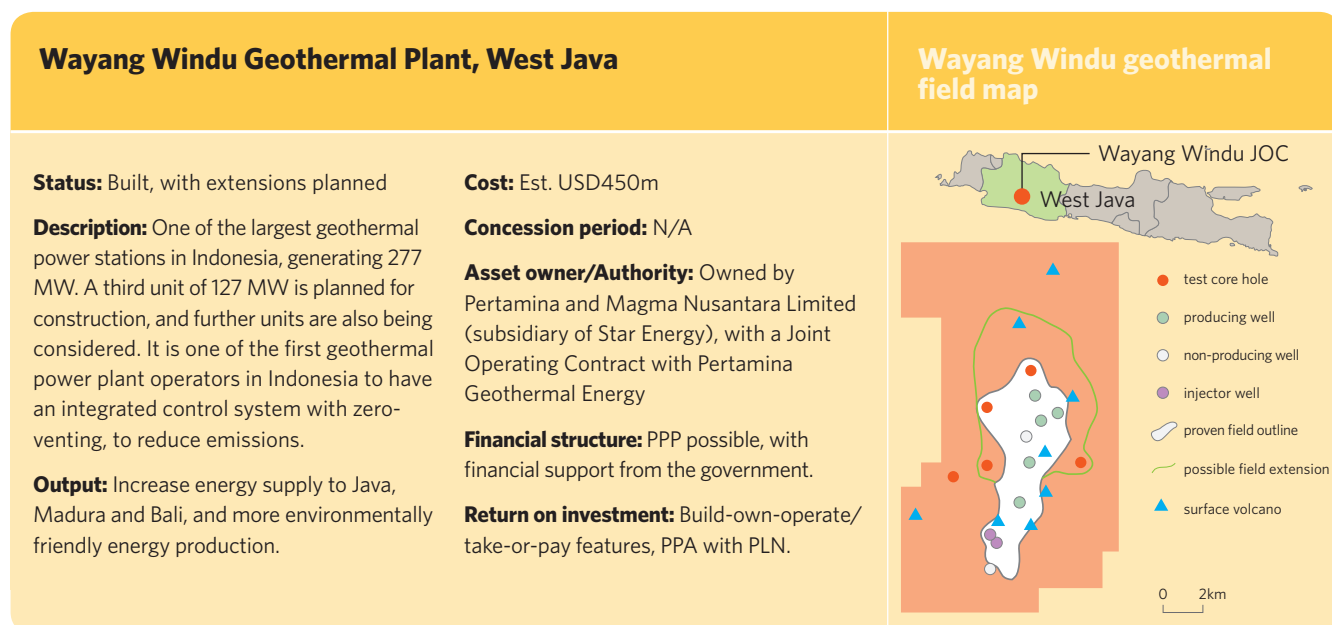 Wayang Windu Geothermal Plant, West Java
Status: Built, with extensions planned
Description: One of the largest geothermal
power stations in Indonesia, generating 277
MW. A third unit of 127 MW is planned for
construction, and further units are also being
considered. It is one of the first geothermal
power plant operators in Indonesia to have
an integrated control system with zero-
venting, to reduce emissions.
Output: Increase energy supply to Java,
Madura and Bali, and more environmentally
friendly energy production.
Cost: Est. USD450m
Concession period: N/A
Asset owner/Authority: Owned by
Pertamina and Magma Nusantara Limited
(subsidiary of Star Energy), with a Joint
Operating Contract with Pertamina
Geothermal Energy
Financial structure: PPP possible, with
financial support from the government.
Return on investment: Build-own-operate/
take-or-pay features, PPA with PLN.
Wayang Windu geothermal
field map
Wayang Windu JOC
West Java
test core hole
producing well
non-producing well
injector well
proven field outline
possible field extension
surface volcano
0 2km